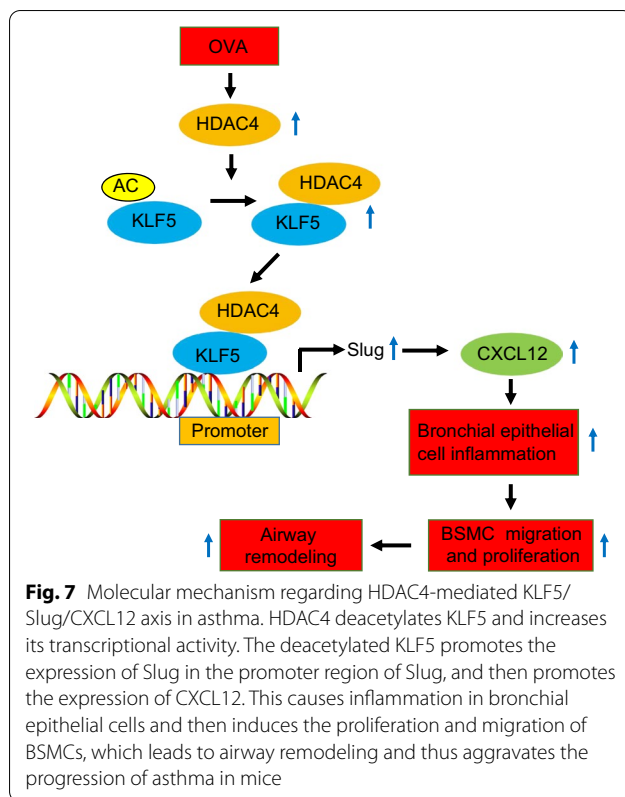 OVA
HDAC4
AC
KLF5
HDAC4
KLF5
HDAC4
KLF5
Slug
CXCL12
Promoter
Bronchial epithelial
cell inflammation
Airway
remodeling
BSMC migration
and proliferation
Fig. 7 Molecular mechanism regarding HDAC4-mediated KLF5/
Slug/CXCL12 axis in asthma. HDAC4 deacetylates KLF5 and increases
its transcriptional activity. The deacetylated KLF5 promotes the
expression of Slug in the promoter region of Slug, and then promotes
the expression of CXCL12. This causes inflammation in bronchial
epithelial cells and then induces the proliferation and migration of
BSMCs, which leads to airway remodeling and thus aggravates the
progression of asthma in mice